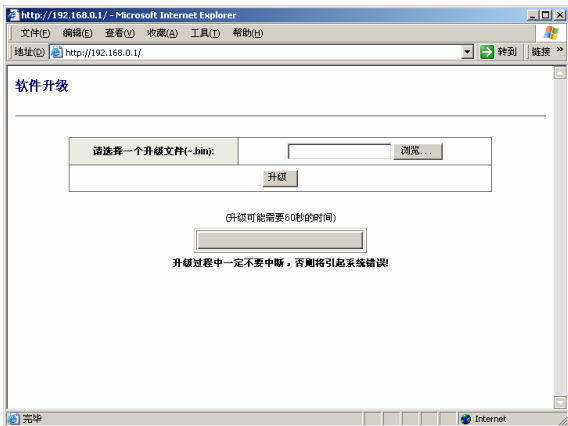 http://192.168.0.1/ - Microsoft Internet Explorer
文件(F) 编辑(E) 查看(V) 收藏(A) 工具(T) 帮助(H)
地址(D) http://192.168.0.1/ 转到 链接 »
软件升级
请选择一个升级文件(~.bin): 浏览...
升级
(升级可能需要60秒的时间)
升级过程中一定不要中断，否则将引起系统错误!
完毕 Internet